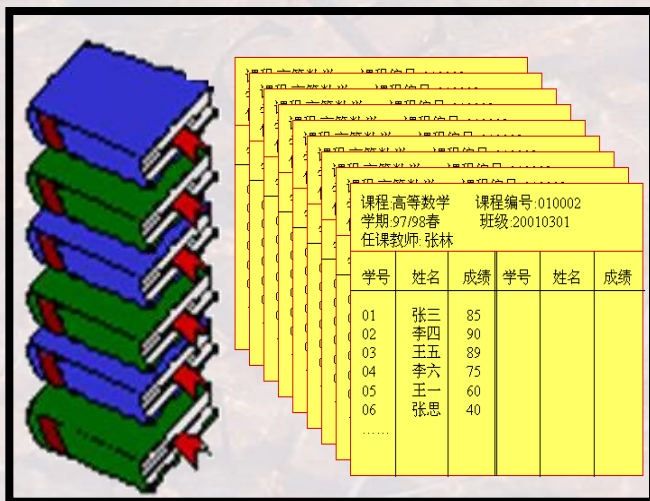 课程:高等数学 课程编号:010002
学期:97/98春 班级:20010301
任课教师:张林
学号 姓名 成绩 学号 姓名 成绩
01 张三 85
02 李四 90
03 王五 89
04 李六 75
05 王一 60
06 张思 40
......